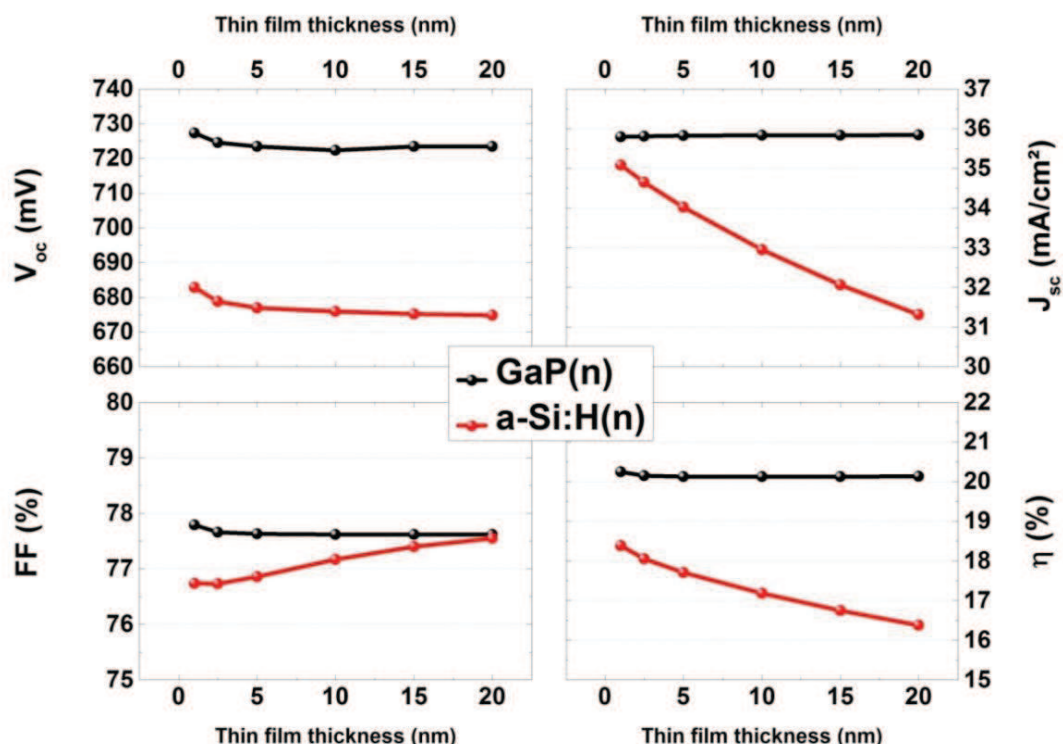 Thin film thickness (nm)
Thin film thickness (nm)
0 5 10 15 20
0 5 10 15 20
740
730
720
710
700
690
680
670
660
V_oc (mV)
37
36
35
34
33
32
31
30
J_sc (mA/cm²)
GaP(n)
a-Si:H(n)
80
79
78
77
76
75
FF (%)
22
21
20
19
18
17
16
15
η (%)
0 5 10 15 20
0 5 10 15 20
Thin film thickness (nm)
Thin film thickness (nm)